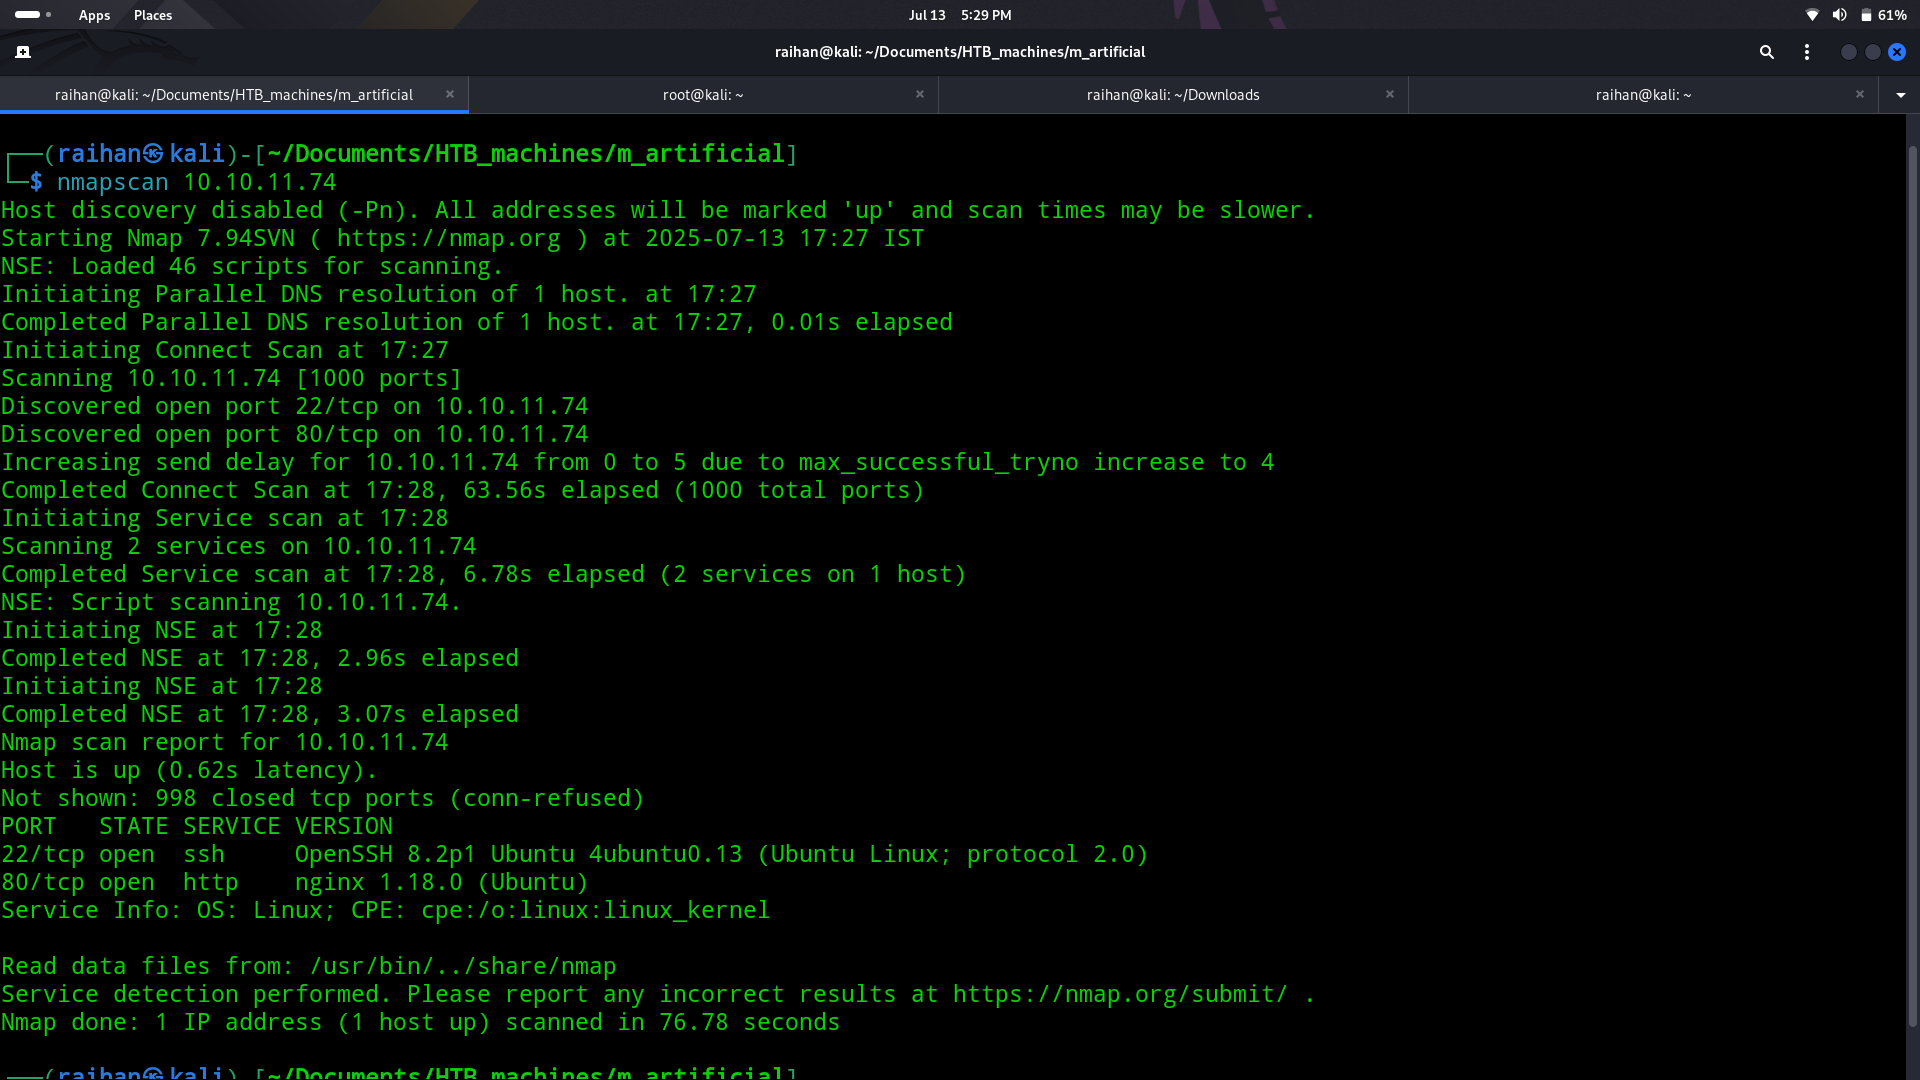 Apps Places Jul 13 5:29 PM 61%
raihan@kali: ~/Documents/HTB_machines/m_artificial
raihan@kali: ~/Documents/HTB_machines/m_artificial × root@kali: ~ × raihan@kali: ~/Downloads × raihan@kali: ~ ×
┌──(raihan㉿kali)-[~/Documents/HTB_machines/m_artificial]
└─$ nmapscan 10.10.11.74
Host discovery disabled (-Pn). All addresses will be marked 'up' and scan times may be slower.
Starting Nmap 7.94SVN ( https://nmap.org ) at 2025-07-13 17:27 IST
NSE: Loaded 46 scripts for scanning.
Initiating Parallel DNS resolution of 1 host. at 17:27
Completed Parallel DNS resolution of 1 host. at 17:27, 0.01s elapsed
Initiating Connect Scan at 17:27
Scanning 10.10.11.74 [1000 ports]
Discovered open port 22/tcp on 10.10.11.74
Discovered open port 80/tcp on 10.10.11.74
Increasing send delay for 10.10.11.74 from 0 to 5 due to max_successful_tryno increase to 4
Completed Connect Scan at 17:28, 63.56s elapsed (1000 total ports)
Initiating Service scan at 17:28
Scanning 2 services on 10.10.11.74
Completed Service scan at 17:28, 6.78s elapsed (2 services on 1 host)
NSE: Script scanning 10.10.11.74.
Initiating NSE at 17:28
Completed NSE at 17:28, 2.96s elapsed
Initiating NSE at 17:28
Completed NSE at 17:28, 3.07s elapsed
Nmap scan report for 10.10.11.74
Host is up (0.62s latency).
Not shown: 998 closed tcp ports (conn-refused)
PORT   STATE SERVICE VERSION
22/tcp open  ssh     OpenSSH 8.2p1 Ubuntu 4ubuntu0.13 (Ubuntu Linux; protocol 2.0)
80/tcp open  http    nginx 1.18.0 (Ubuntu)
Service Info: OS: Linux; CPE: cpe:/o:linux:linux_kernel
Read data files from: /usr/bin/../share/nmap
Service detection performed. Please report any incorrect results at https://nmap.org/submit/ .
Nmap done: 1 IP address (1 host up) scanned in 76.78 seconds
┌──(raihan㉿kali)-[~/Documents/HTB_machines/m_artificial]